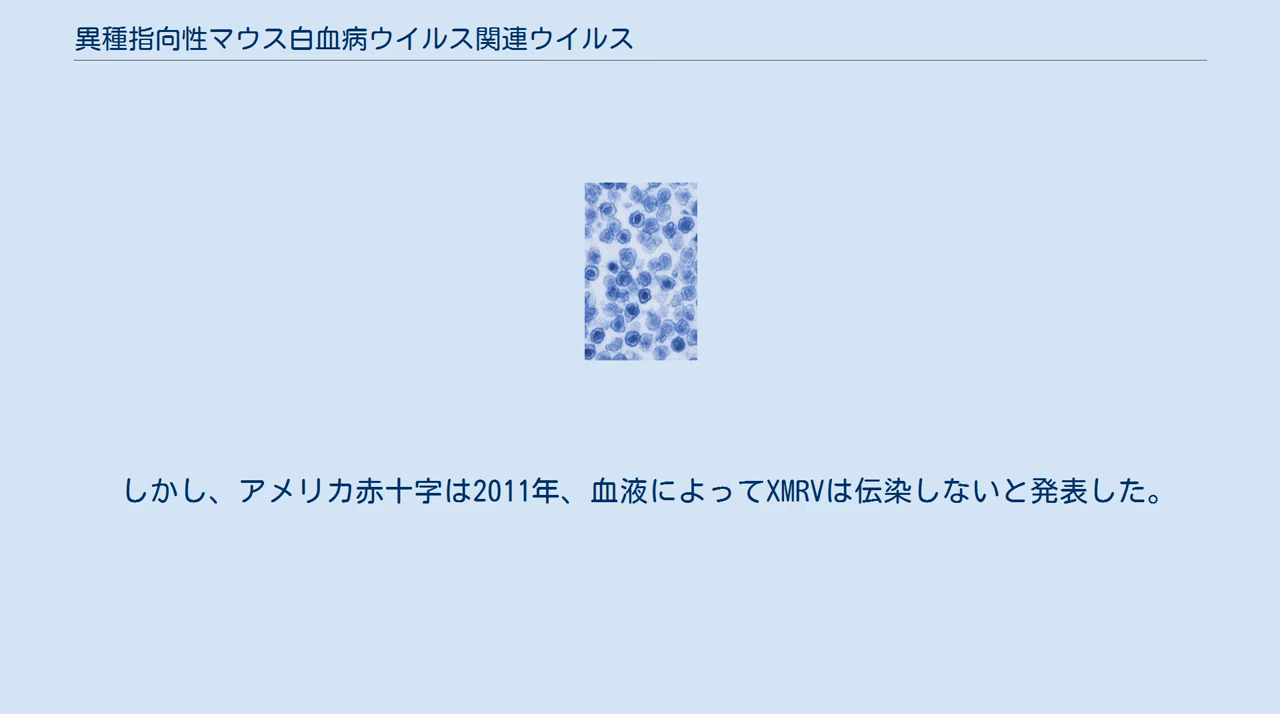 異種指向性マウス白血病ウイルス関連ウイルス
しかし、アメリカ赤十字は2011年、血液によってXMRVは伝染しないと発表した。